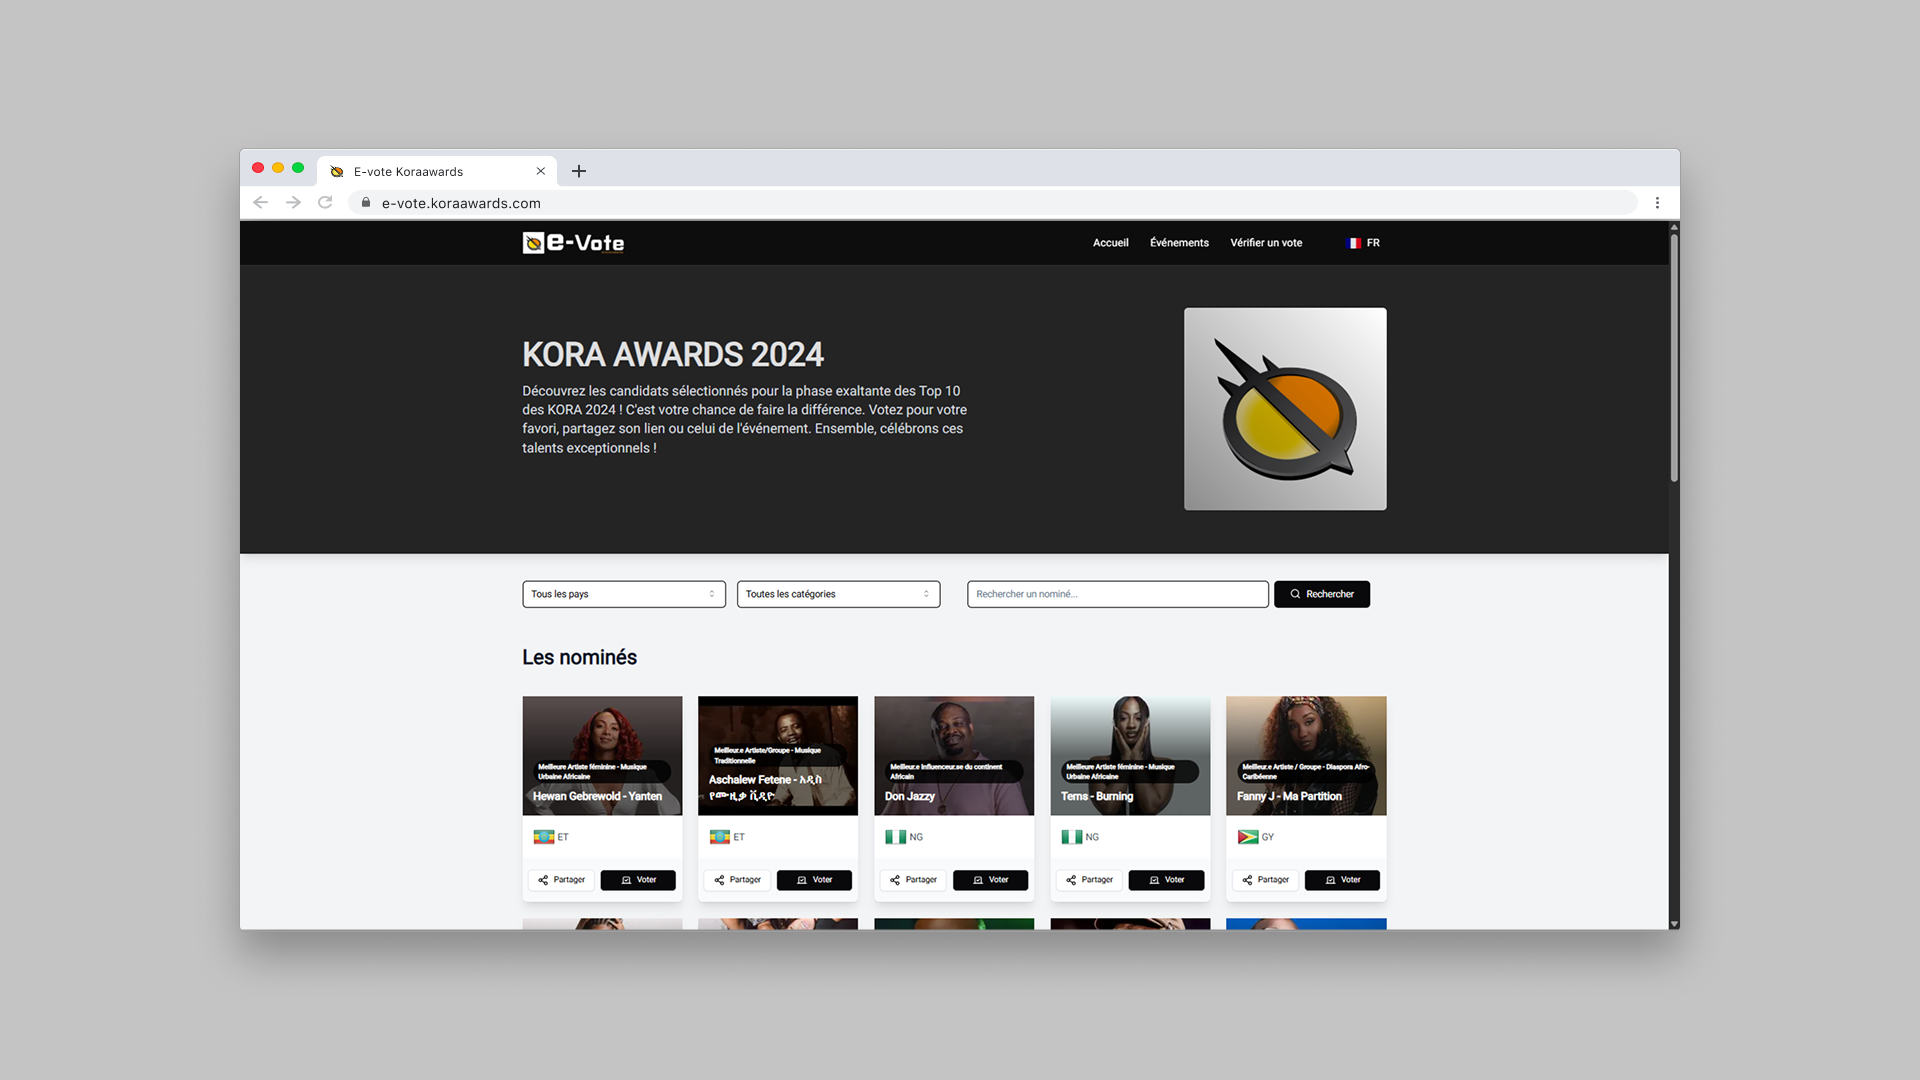 E-vote Koraawards
e-vote.koraawards.com
e-Vote
Accueil
Événements
Vérifier un vote
FR
KORA AWARDS 2024
Découvrez les candidats sélectionnés pour la phase exaltante des Top 10
des KORA 2024 ! C'est votre chance de faire la différence. Votez pour votre
favori, partagez son lien ou celui de l'événement. Ensemble, célébrons ces
talents exceptionnels !
Tous les pays
Toutes les catégories
Rechercher un nominé...
Rechercher
Les nominés
Meilleure Artiste féminine - Musique
Urbaine Africaine
Hewan Gebrewold - Yanten
ET
Partager
Voter
Meilleur.e Artiste/Groupe - Musique
Traditionnelle
Aschalew Fetene - አዲስ
የሙዚቃ ቪዲዮ
ET
Partager
Voter
Meilleur.e Influenceur.se du continent
Africain
Don Jazzy
NG
Partager
Voter
Meilleure Artiste féminine - Musique
Urbaine Africaine
Tems - Burning
NG
Partager
Voter
Meilleur.e Artiste / Groupe - Diaspora Afro-
Caribéenne
Fanny J - Ma Partition
GY
Partager
Voter